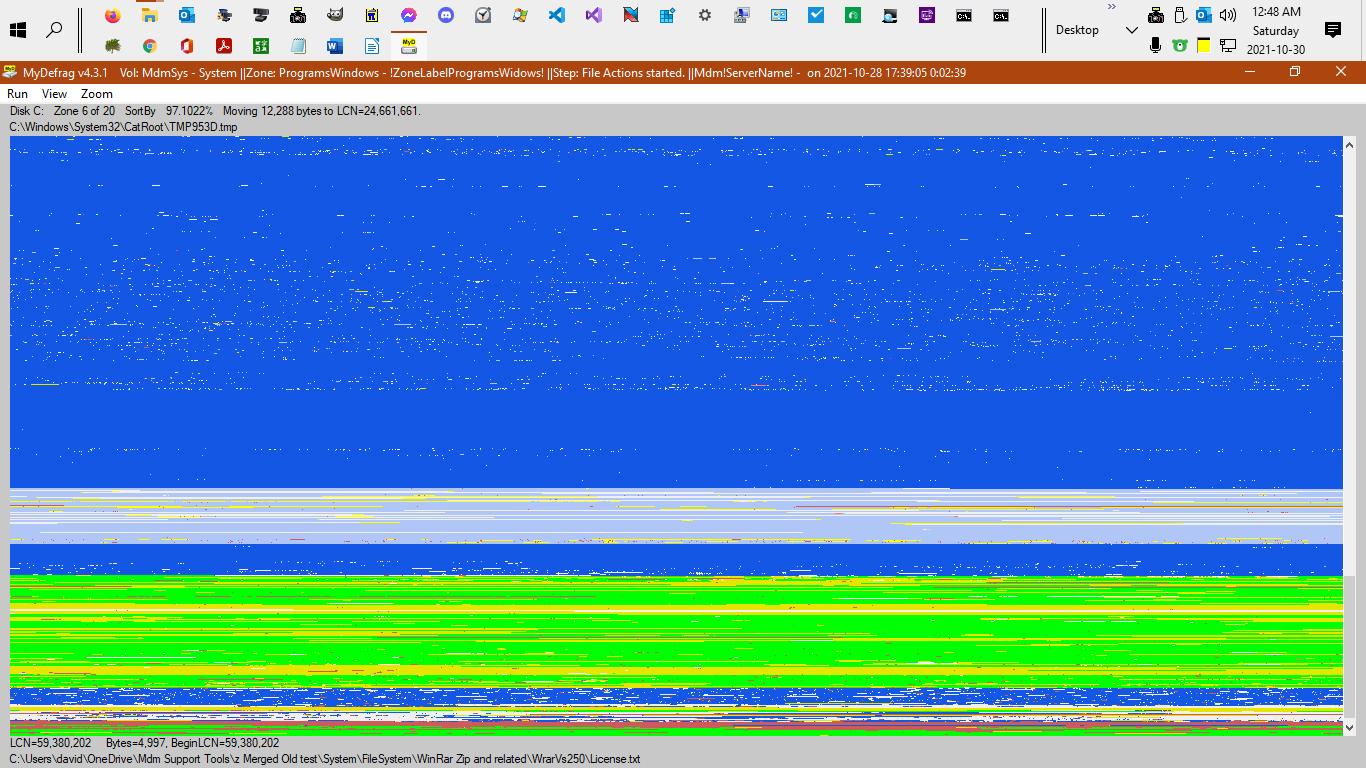 »
12:48 AM
Desktop
Saturday
2021-10-30
MyD
MyDefrag v4.3.1 Vol: MdmSys - System ||Zone: ProgramsWindows - !ZoneLabelProgramsWidows! ||Step: File Actions started. ||Mdm!ServerName! - on 2021-10-28 17:39:05 0:02:39
Run View Zoom
Disk C: Zone 6 of 20 SortBy 97.1022% Moving 12,288 bytes to LCN=24,661,661.
C:\Windows\System32\CatRoot\TMP953D.tmp
LCN=59,380,202 Bytes=4,997, BeginLCN=59,380,202
C:\Users\david\OneDrive\Mdm Support Tools\z Merged Old test\System\FileSystem\WinRar Zip and related\WrarVs250\License.txt